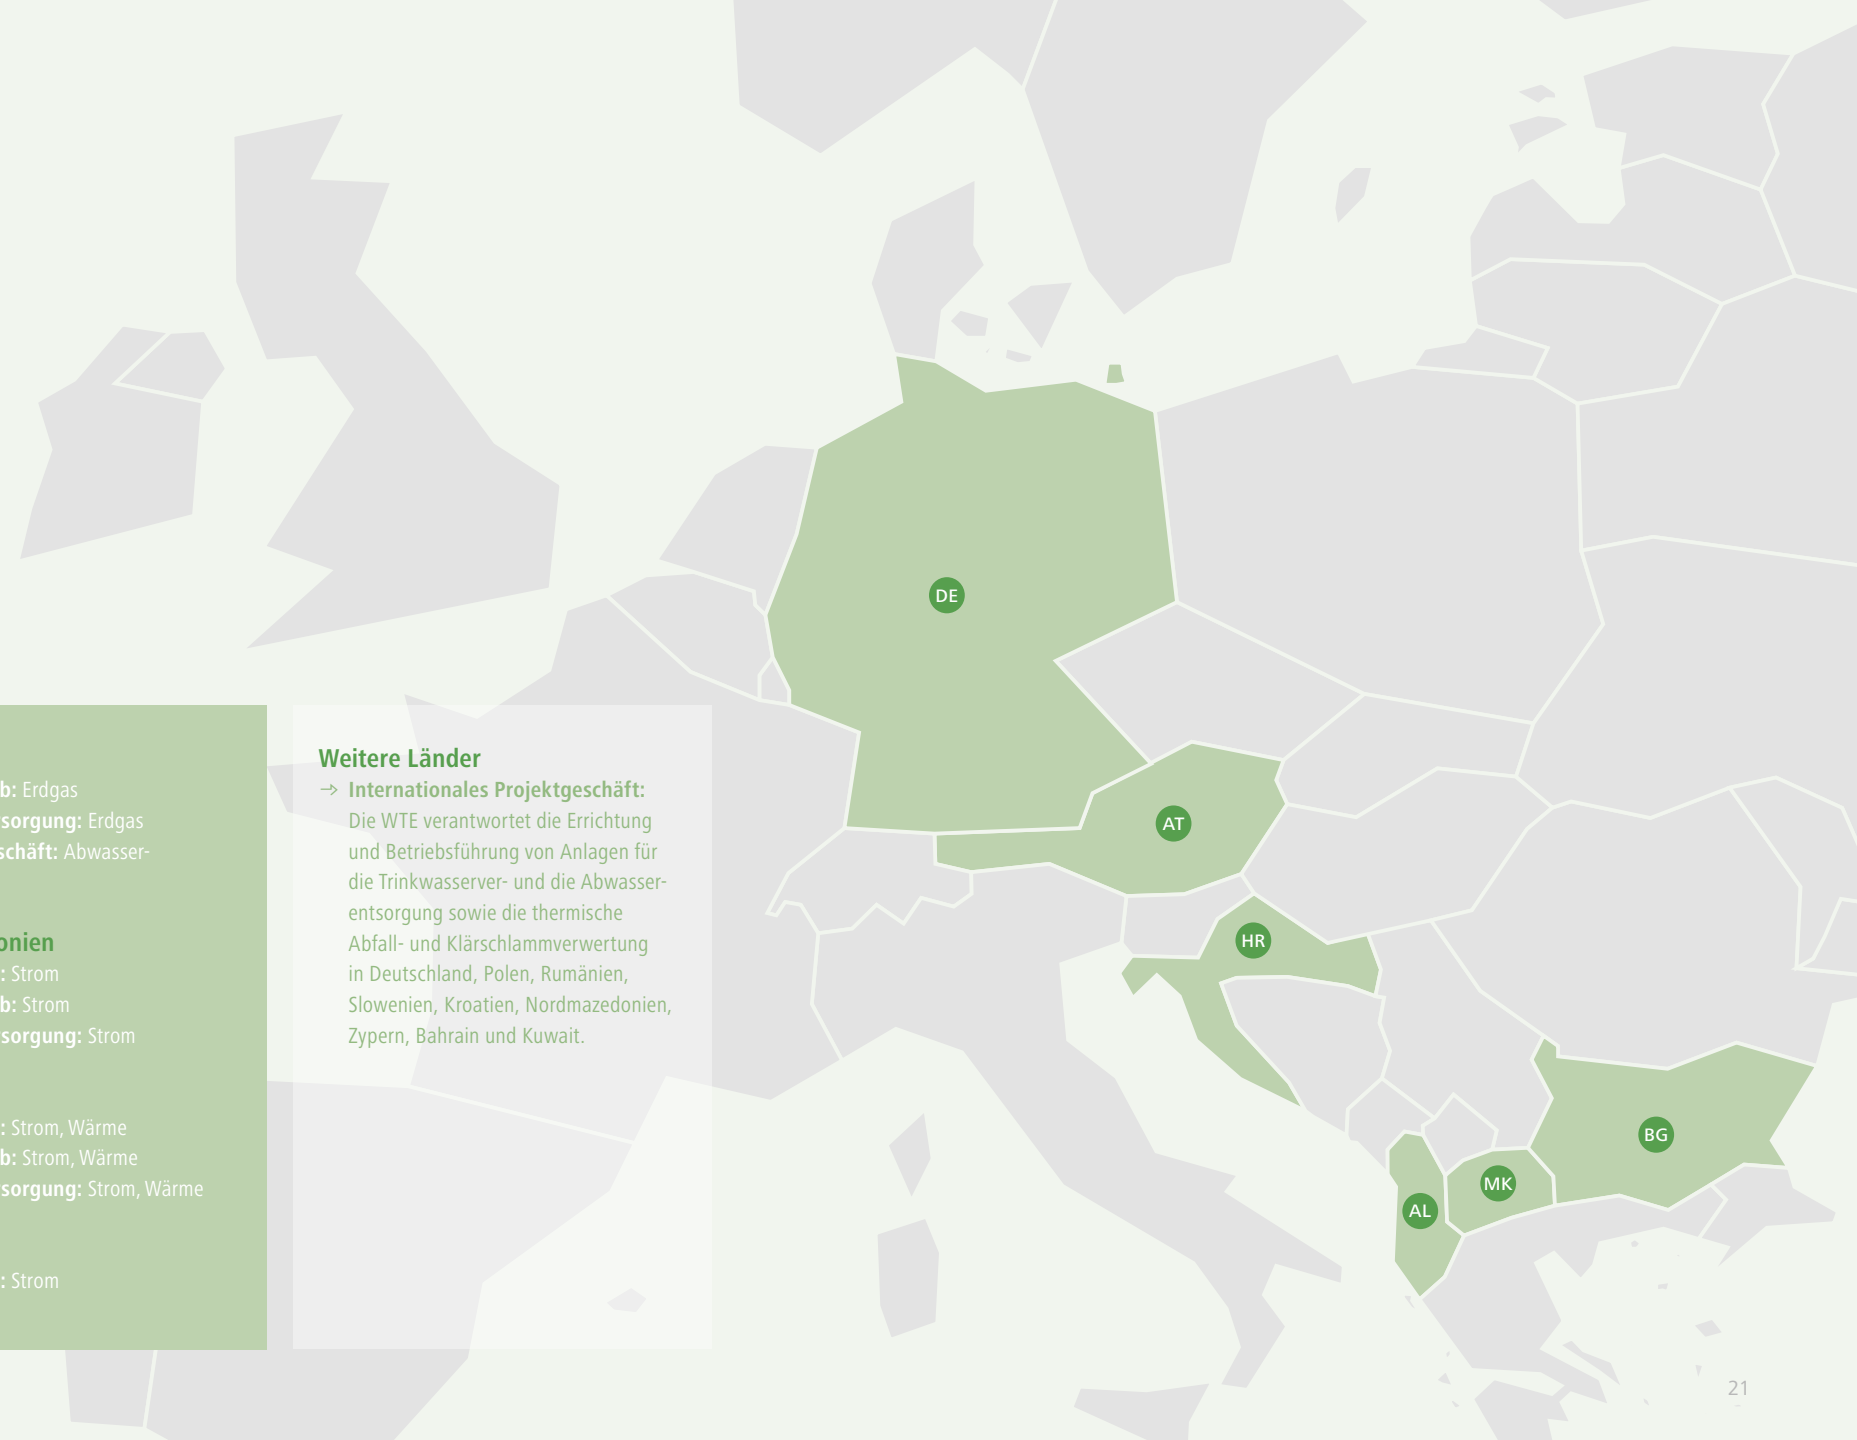 b: Erdgas
sorgung: Erdgas
schäft: Abwasser-
onien
: Strom
b: Strom
sorgung: Strom
: Strom, Wärme
b: Strom, Wärme
sorgung: Strom, Wärme
: Strom
Weitere Länder
→ Internationales Projektgeschäft:
Die WTE verantwortet die Errichtung
und Betriebsführung von Anlagen für
die Trinkwasserver- und die Abwasser-
entsorgung sowie die thermische
Abfall- und Klärschlammverwertung
in Deutschland, Polen, Rumänien,
Slowenien, Kroatien, Nordmazedonien,
Zypern, Bahrain und Kuwait.
DE
AT
HR
BG
MK
AL
21